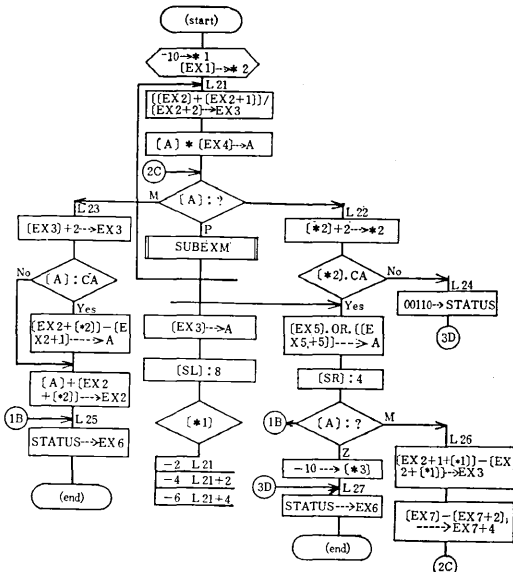 (start)
-10→*1
(EX1)→*2
L21
((EX2)+(EX2+1))/
(EX2+2)→EX3
(A)*(EX4)→A
2C
(A):?
M
P
L23
(EX3)+2→EX3
No
(A):CA
Yes
(EX2+(*2))−(E
X2+1)----→A
(A)+(EX2
+(*2))→EX2
1B
L25
STATUS--→EX6
(end)
SUBEXM
(EX3)→A
(SL):8
(*1)
-2 L21
-4 L21+2
-6 L21+4
L22
(*2)+2→*2
(*2).CA
No
L24
00110→STATUS
3D
Yes
(EX5).OR.((E
X5,+5))----→A
(SR):4
1B
(A):?
M
Z
-10--→(*3)
3D
L27
STATUS--→EX6
(end)
L26
(EX2+1+(*1))−(EX
2+(*1))→EX3
(EX7)−(EX7+2),
----→EX7+4
2C